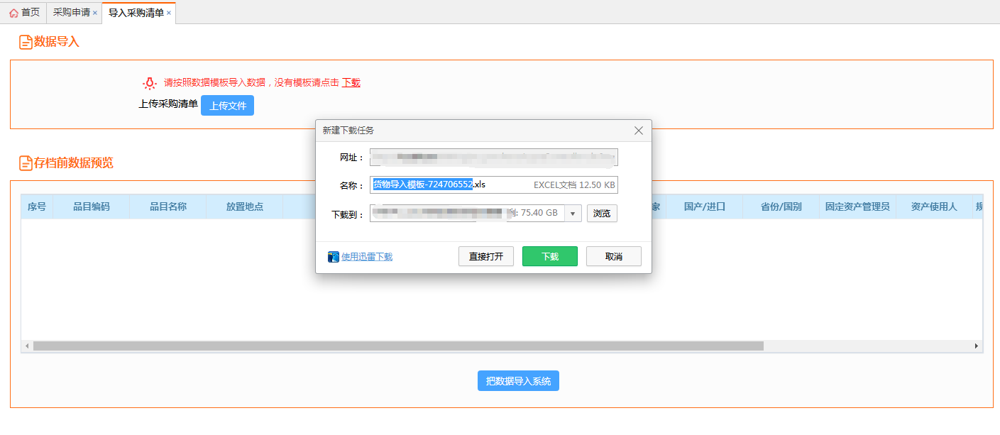 首页 采购申请 × 导入采购清单 ×
数据导入
请按照数据模板导入数据，没有模板请点击 下载
上传采购清单 上传文件
新建下载任务
网址：
名称： 货物导入模板-724706552.xls EXCEL文档 12.50 KB
下载到： : 75.40 GB 浏览
使用迅雷下载 直接打开 下载 取消
存档前数据预览
序号 品目编码 品目名称 放置地点 家 国产/进口 省份/国别 固定资产管理员 资产使用人
把数据导入系统